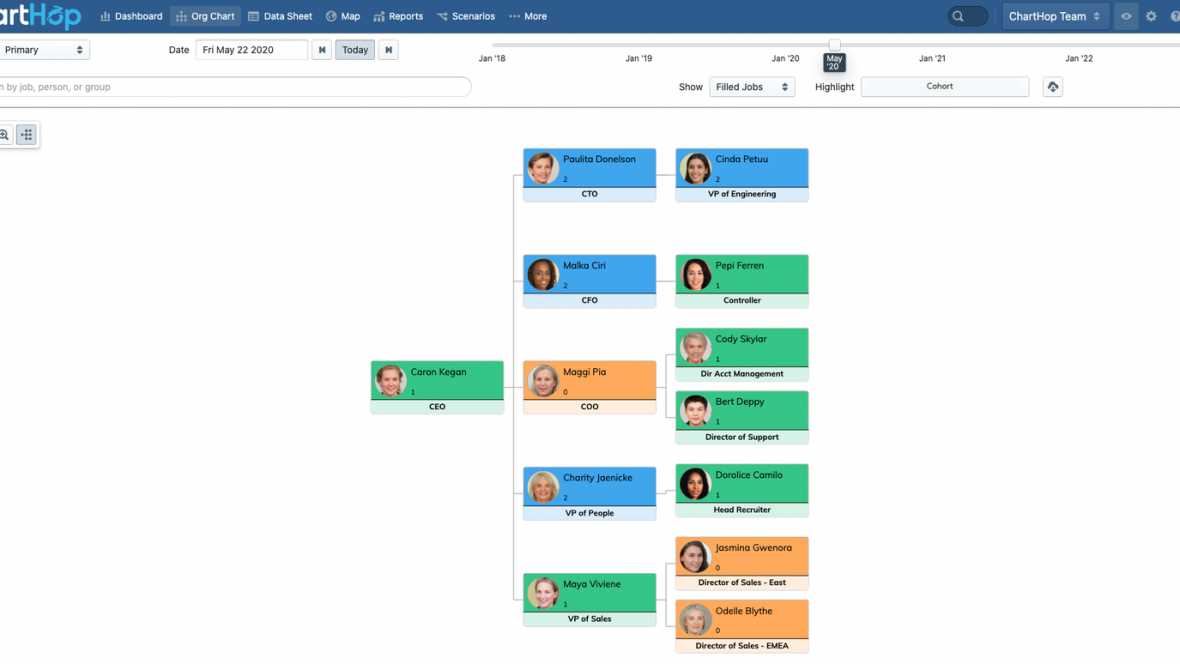 artHop
Dashboard
Org Chart
Data Sheet
Map
Reports
Scenarios
More
ChartHop Team
Primary
Date
Fri May 22 2020
Today
Jan '18
Jan '19
Jan '20
May
'20
Jan '21
Jan '22
h by job, person, or group
Show
Filled Jobs
Highlight
Cohort
Paulita Donelson
2
CTO
Cinda Petuu
2
VP of Engineering
Malka Ciri
2
CFO
Pepi Ferren
1
Controller
Caron Kegan
1
CEO
Maggi Pia
0
COO
Cody Skylar
1
Dir Acct Management
Bert Deppy
1
Director of Support
Charity Jaenicke
2
VP of People
Dorolice Camilo
1
Head Recruiter
Maya Viviene
1
VP of Sales
Jasmina Gwenora
0
Director of Sales - East
Odelle Blythe
0
Director of Sales - EMEA